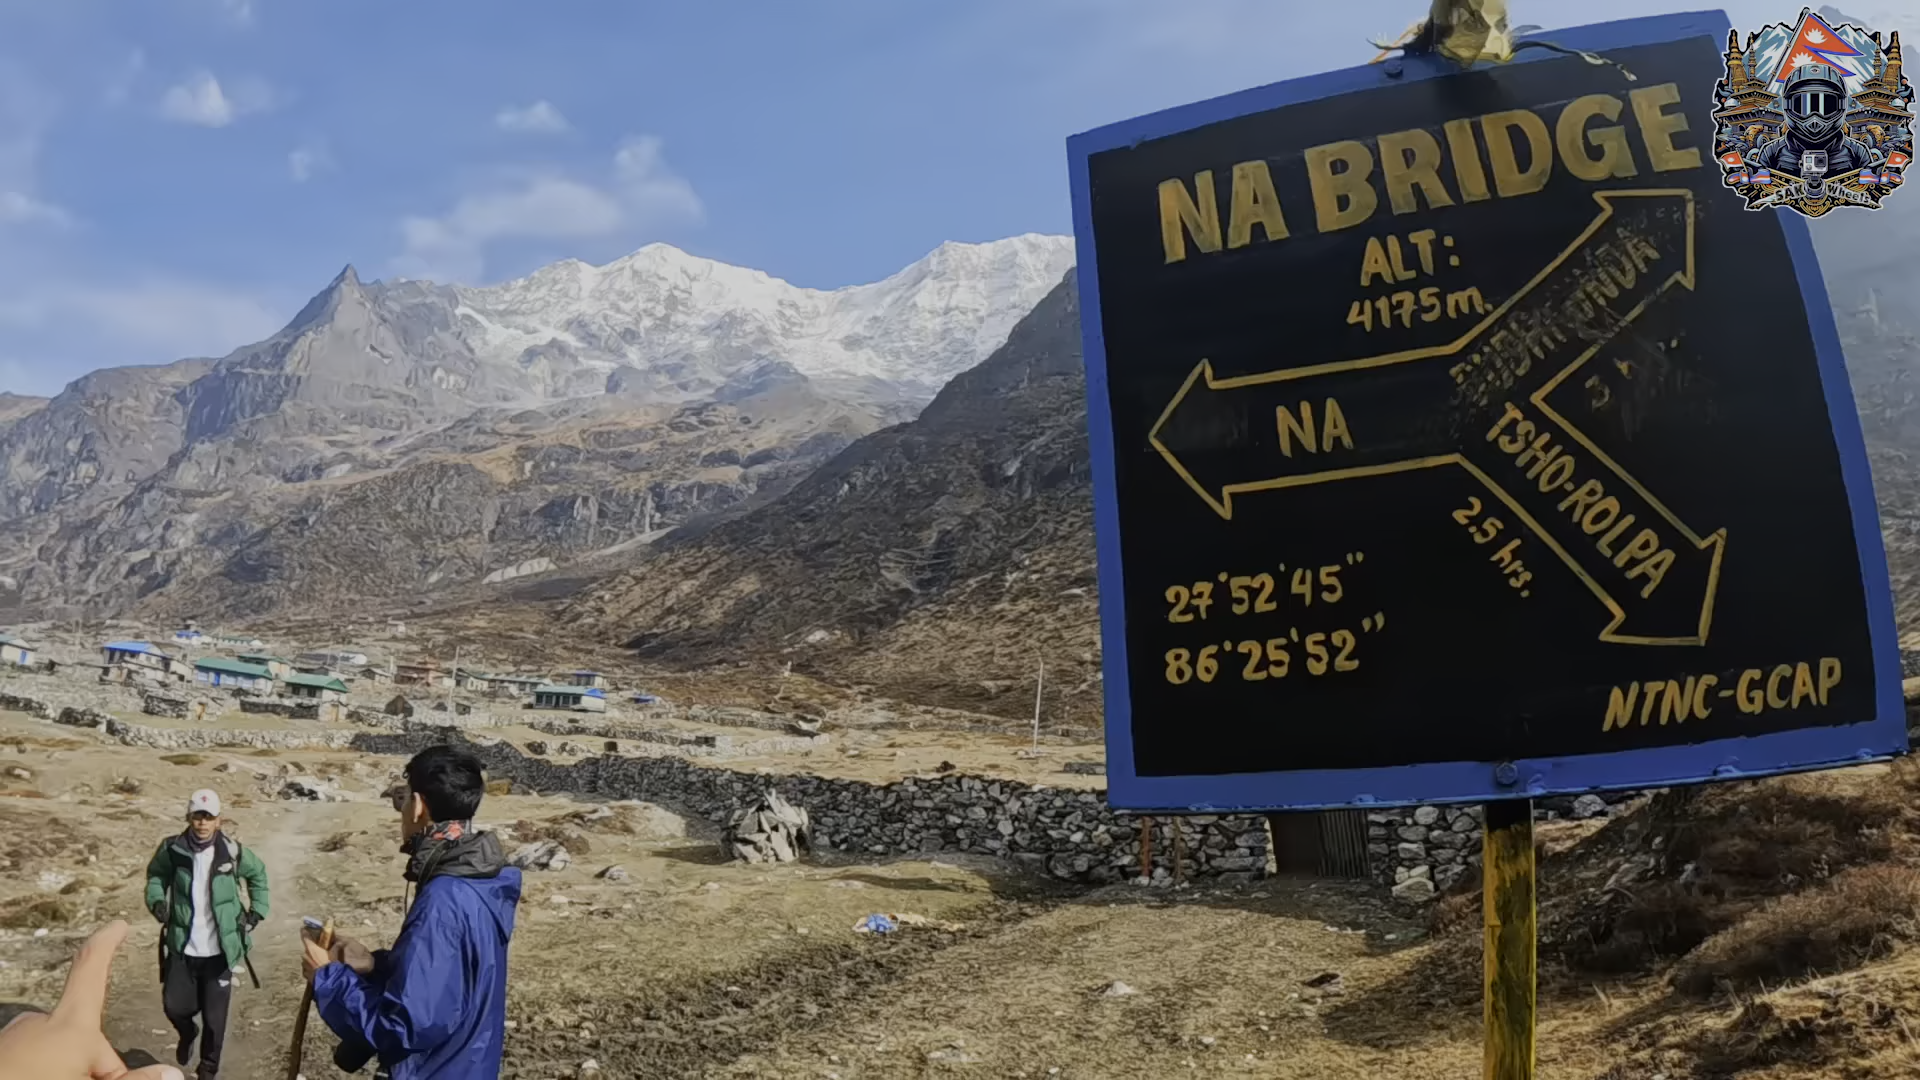 NA BRIDGE
ALT:
4175m.
NA
TSHO-ROLPA
2.5 hrs.
27°52'45"
86°25'52"
NTNC-GCAP